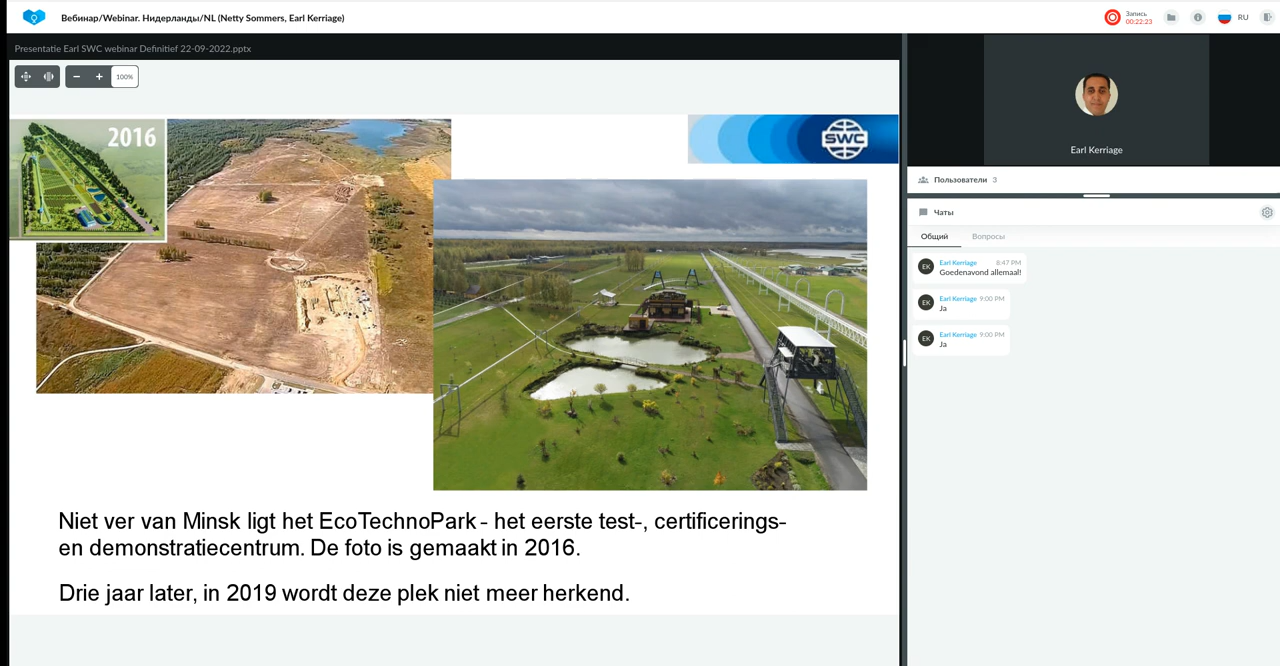 Вебинар/Webinar. Нидерланды/NL (Netty Sommers, Earl Kerriage)
Запись
00:22:23
RU
Presentatie Earl SWC webinar Definitief 22-09-2022.pptx
100%
2016
SWC
Niet ver van Minsk ligt het EcoTechnoPark - het eerste test-, certificerings-
en demonstratiecentrum. De foto is gemaakt in 2016.
Drie jaar later, in 2019 wordt deze plek niet meer herkend.
Earl Kerriage
Пользователи 3
Чаты
Общий Вопросы
EK Earl Kerriage 8:47 PM
Goedenavond allemaal!
EK Earl Kerriage 9:00 PM
Ja
EK Earl Kerriage 9:00 PM
Ja